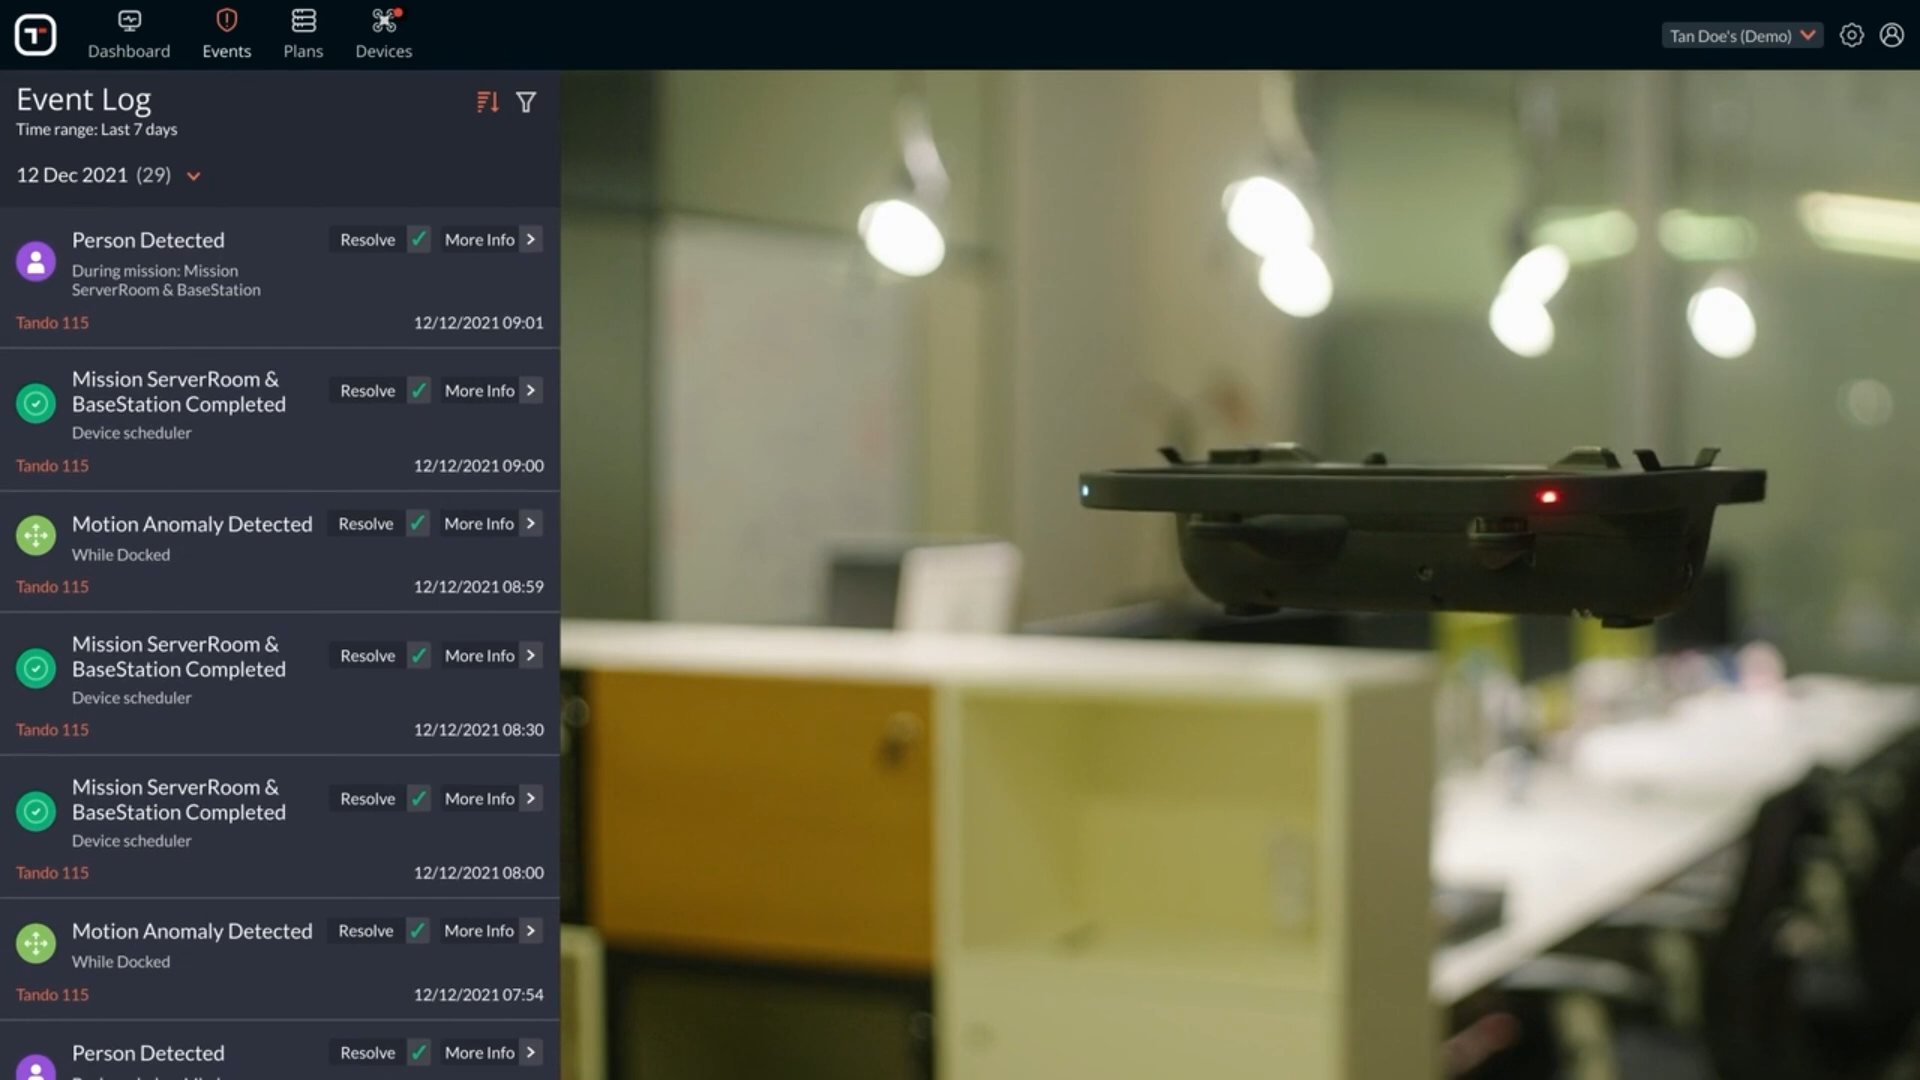 Dashboard
Events
Plans
Devices
Tan Doe's (Demo)
Event Log
Time range: Last 7 days
12 Dec 2021 (29)
Person Detected
Resolve
More Info
During mission: Mission
ServerRoom & BaseStation
Tando 115
12/12/2021 09:01
Mission ServerRoom &
BaseStation Completed
Resolve
More Info
Device scheduler
Tando 115
12/12/2021 09:00
Motion Anomaly Detected
Resolve
More Info
While Docked
Tando 115
12/12/2021 08:59
Mission ServerRoom &
BaseStation Completed
Resolve
More Info
Device scheduler
Tando 115
12/12/2021 08:30
Mission ServerRoom &
BaseStation Completed
Resolve
More Info
Device scheduler
Tando 115
12/12/2021 08:00
Motion Anomaly Detected
Resolve
More Info
While Docked
Tando 115
12/12/2021 07:54
Person Detected
Resolve
More Info